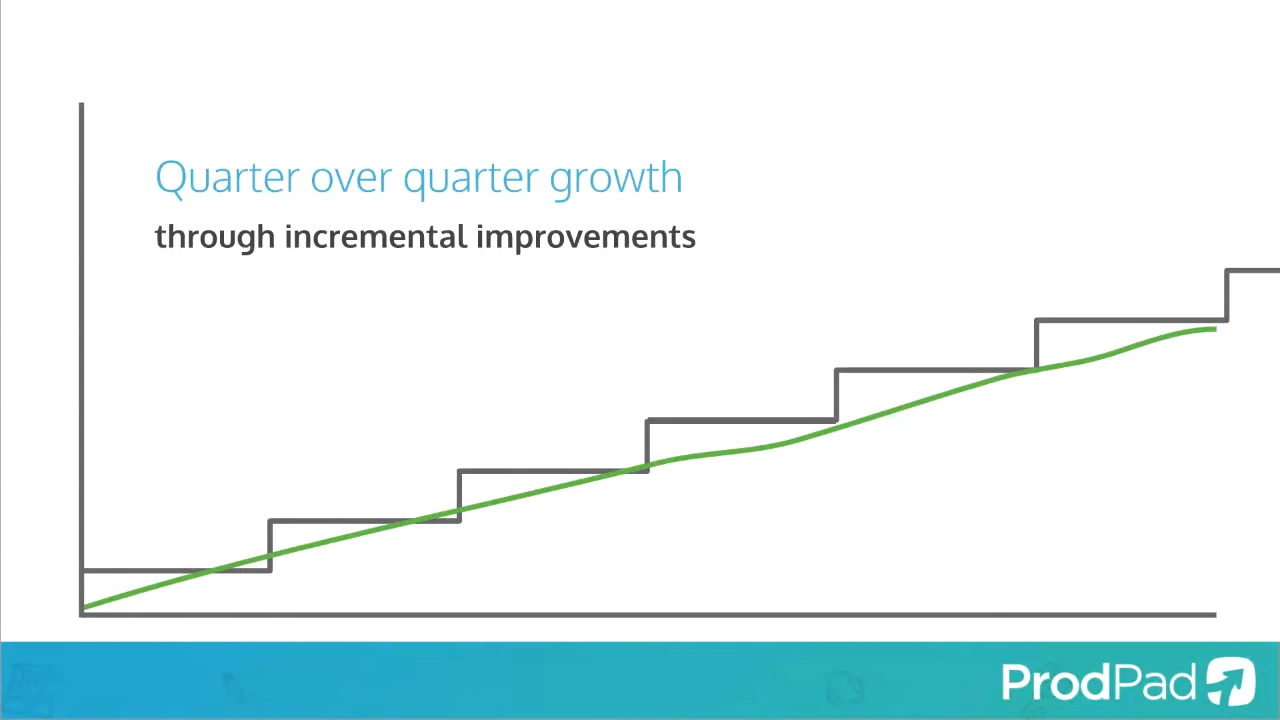 Quarter over quarter growth
through incremental improvements
ProdPad